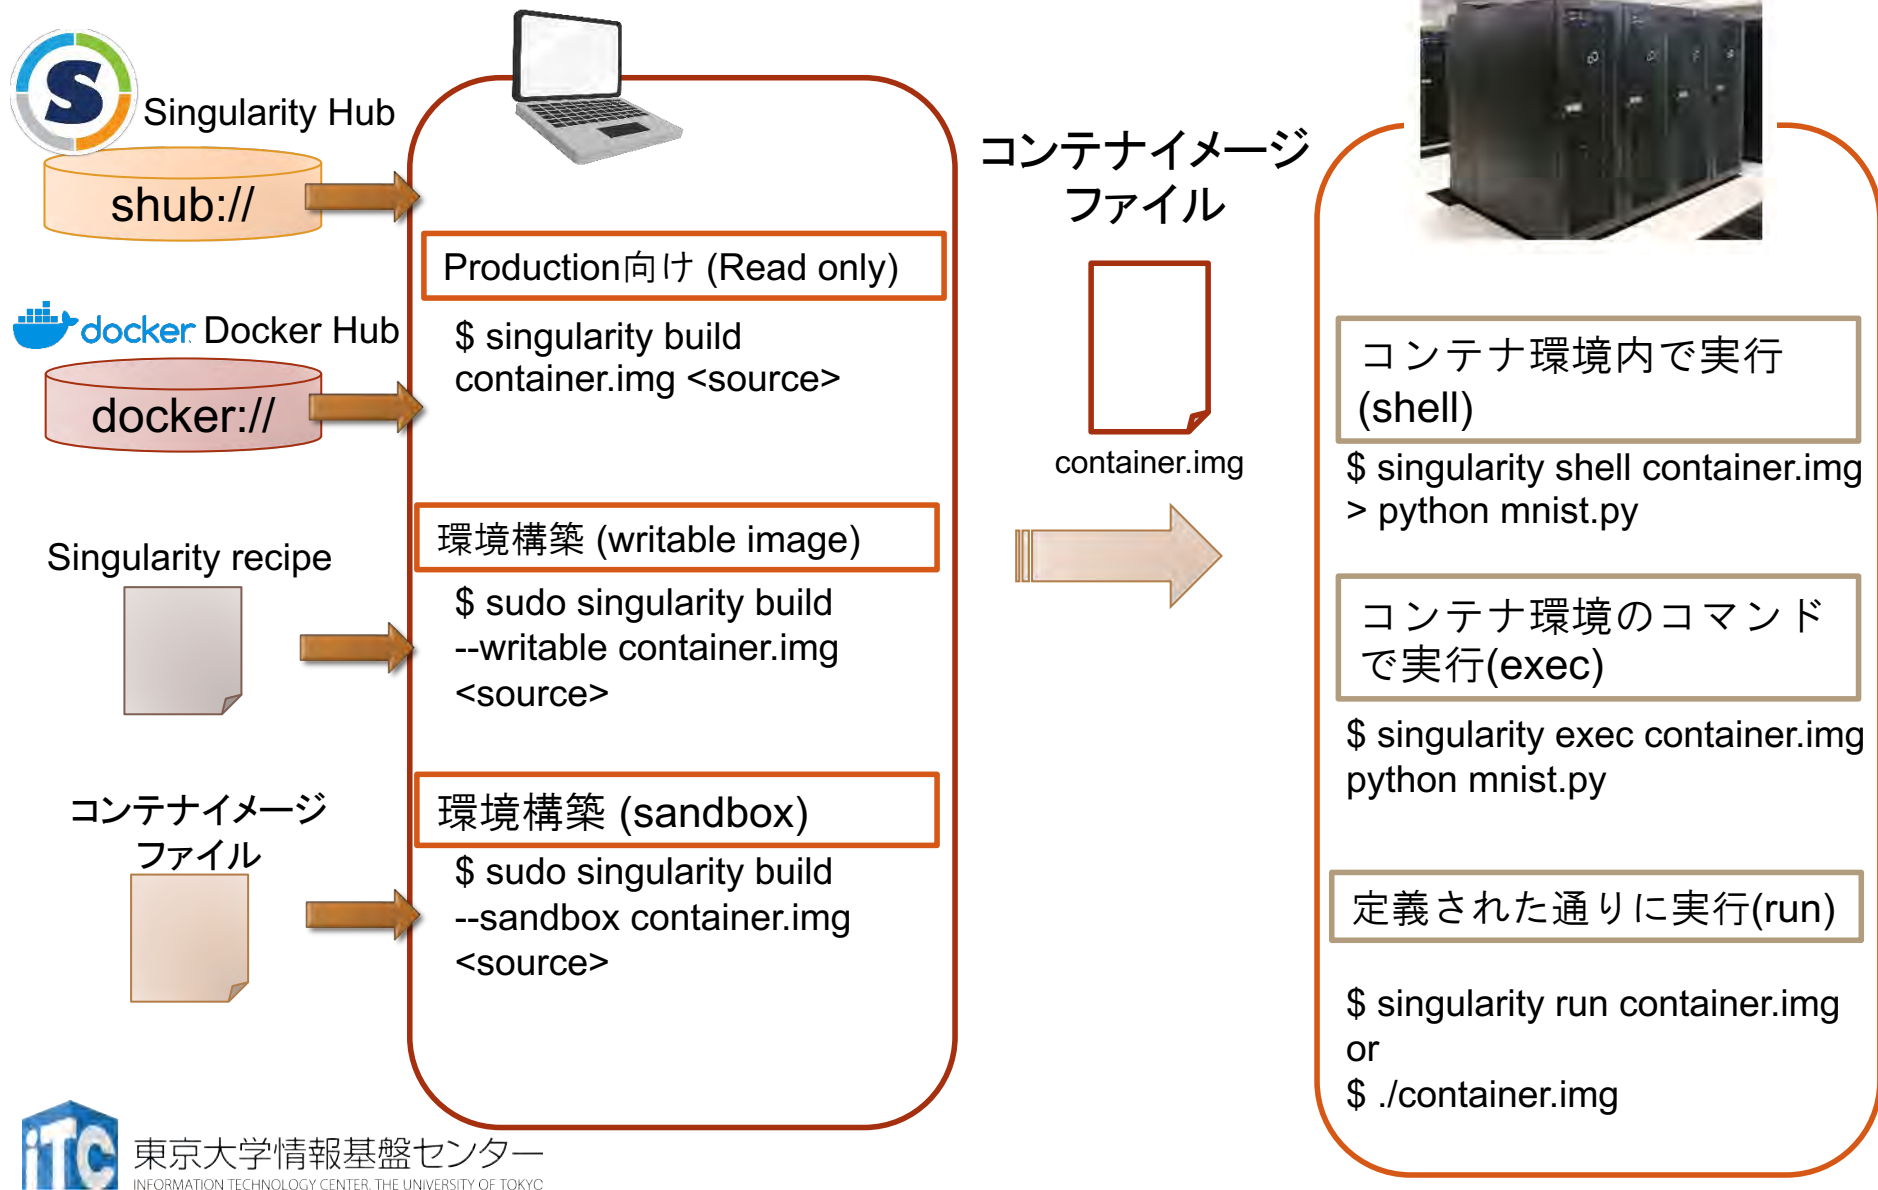 S
Singularity Hub
shub://
docker Docker Hub
docker://
Singularity recipe
コンテナイメージ
ファイル
Production向け (Read only)
$ singularity build
container.img <source>
環境構築 (writable image)
$ sudo singularity build
--writable container.img
<source>
環境構築 (sandbox)
$ sudo singularity build
--sandbox container.img
<source>
コンテナイメージ
ファイル
container.img
コンテナ環境内で実行
(shell)
$ singularity shell container.img
> python mnist.py
コンテナ環境のコマンド
で実行(exec)
$ singularity exec container.img
python mnist.py
定義された通りに実行(run)
$ singularity run container.img
or
$ ./container.img
iTC
東京大学情報基盤センター
INFORMATION TECHNOLOGY CENTER, THE UNIVERSITY OF TOKYO